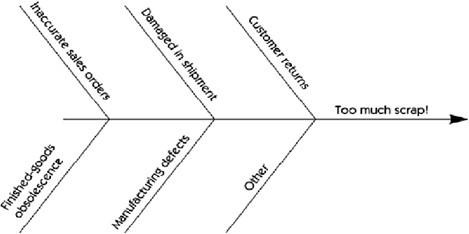 Inaccurate sales orders
Damaged in shipment
Customer returns
Too much scrap!
Finished-goods
obsolescence
Manufacturing defects
Other